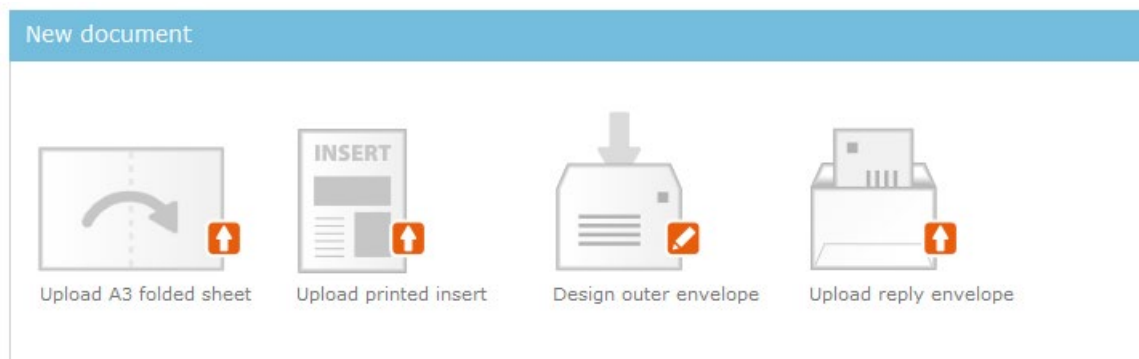 New document
INSERT
Upload A3 folded sheet
Upload printed insert
Design outer envelope
Upload reply envelope